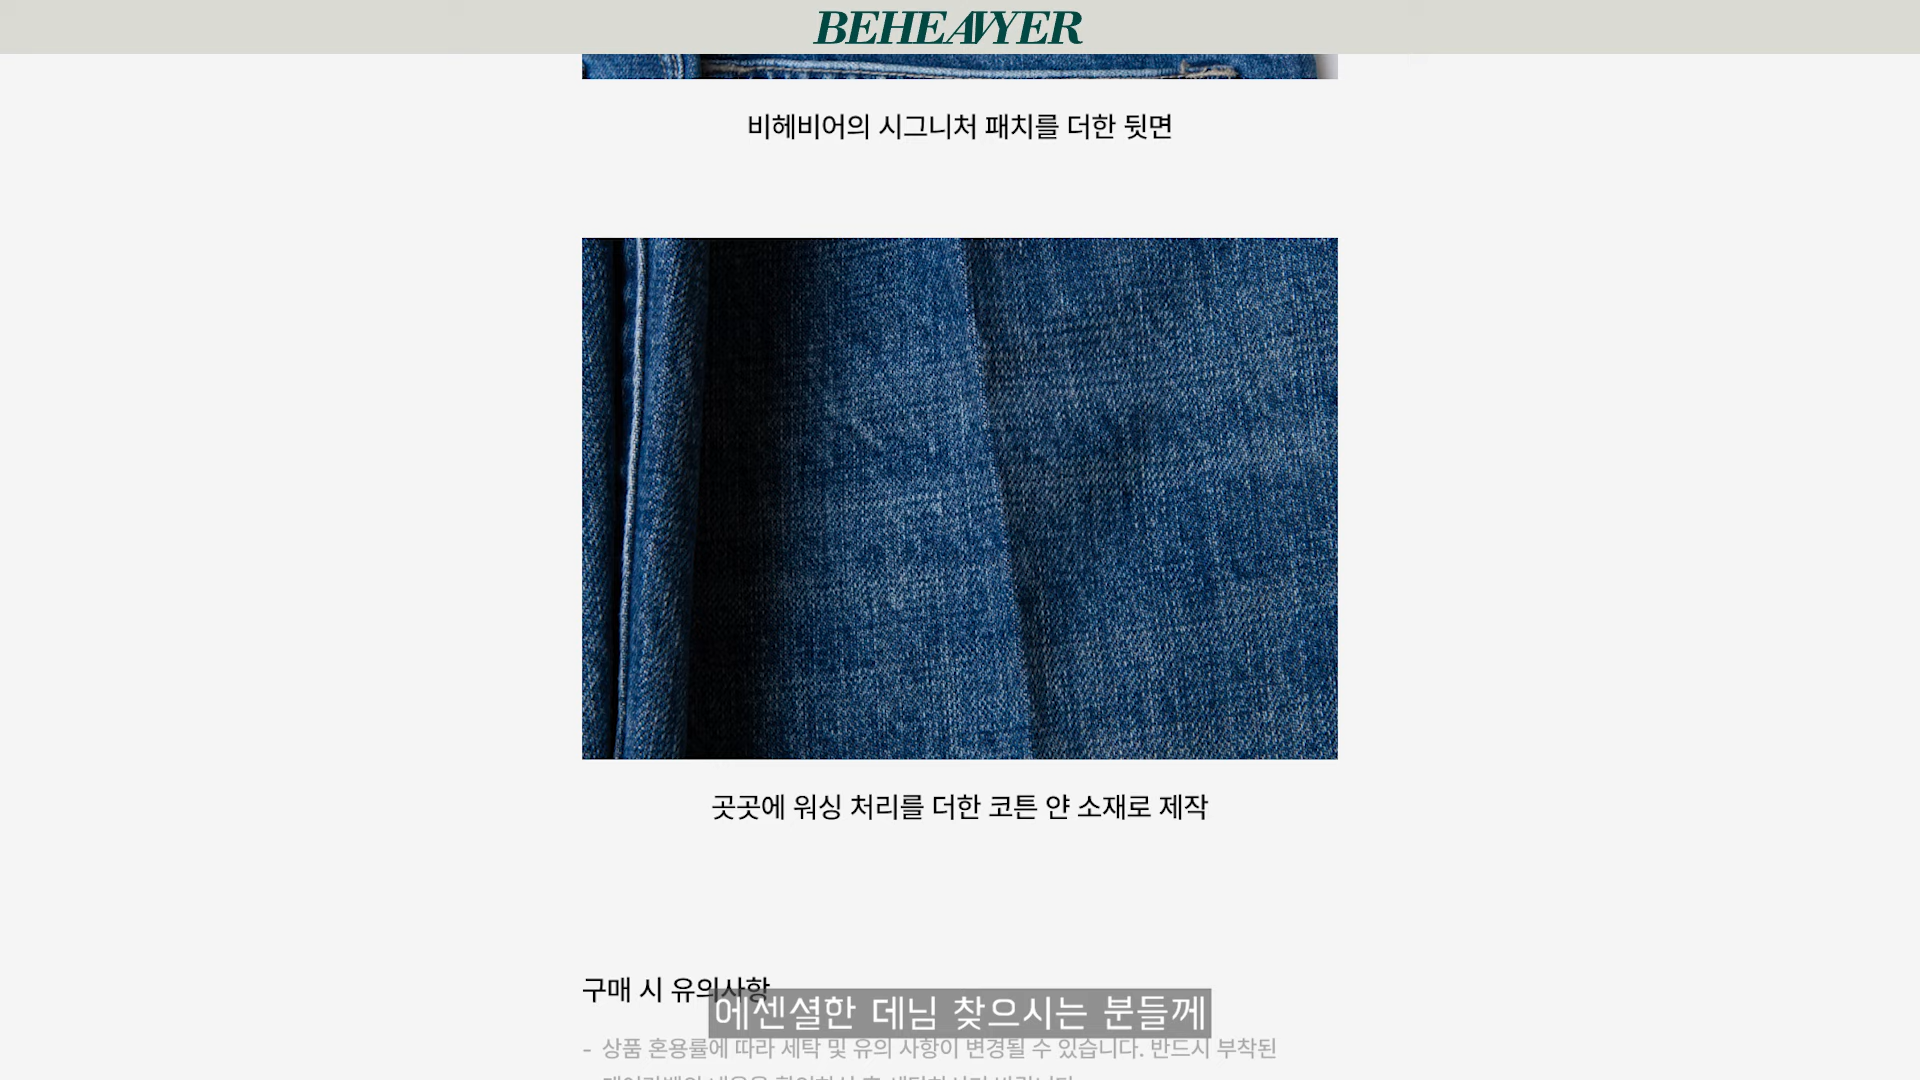 BEHEAVYER
비헤비어의 시그니처 패치를 더한 뒷면
곳곳에 워싱 처리를 더한 코튼 얀 소재로 제작
구매 시 유의사항
에센셜한 데님 찾으시는 분들께
- 상품 혼용률에 따라 세탁 및 유의 사항이 변경될 수 있습니다. 반드시 부착된